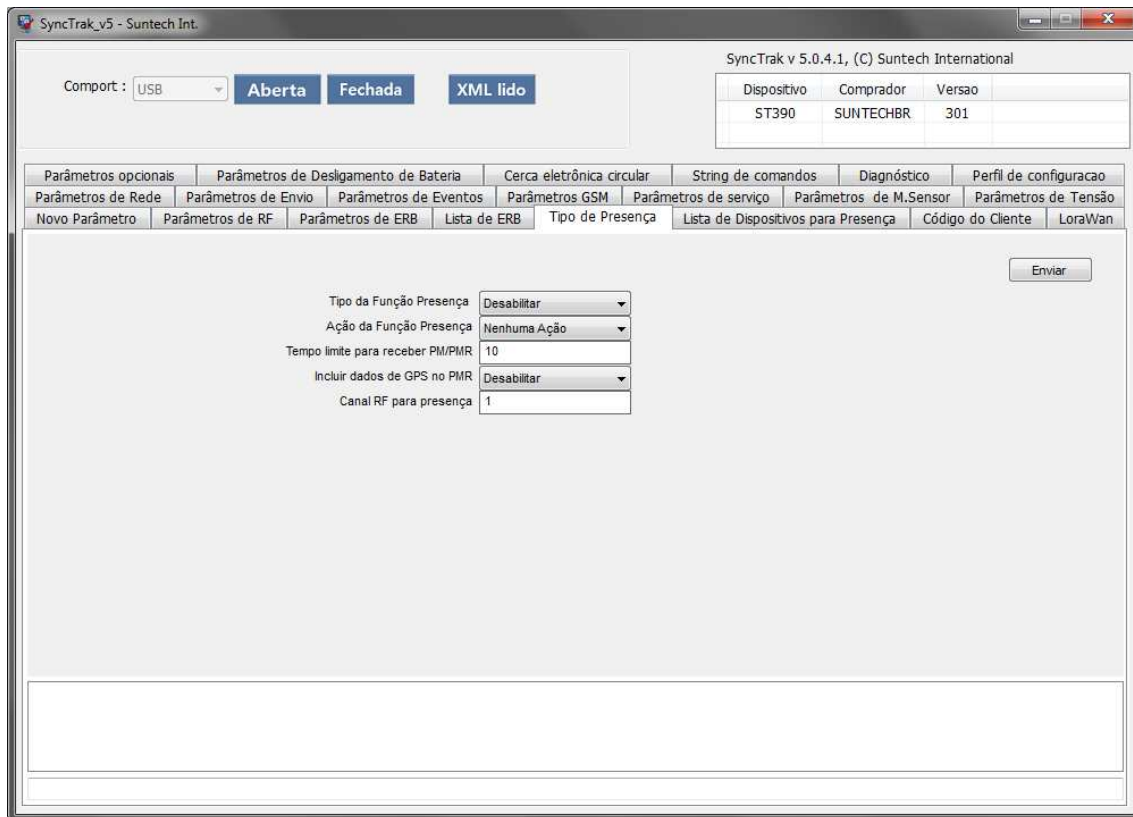 SyncTrak_v5 - Suntech Int.
SyncTrak v 5.0.4.1, (C) Suntech International
Comport : USB Aberta Fechada XML lido
Dispositivo Comprador Versao
ST390 SUNTECHBR 301
Parâmetros opcionais Parâmetros de Desligamento de Bateria Cerca eletrônica circular String de comandos Diagnóstico Perfil de configuracao
Parâmetros de Rede Parâmetros de Envio Parâmetros de Eventos Parâmetros GSM Parâmetros de serviço Parâmetros de M.Sensor Parâmetros de Tensão
Novo Parâmetro Parâmetros de RF Parâmetros de ERB Lista de ERB Tipo de Presença Lista de Dispositivos para Presença Código do Cliente LoraWan
Enviar
Tipo da Função Presença Desabilitar
Ação da Função Presença Nenhuma Ação
Tempo limite para receber PM/PMR 10
Incluir dados de GPS no PMR Desabilitar
Canal RF para presença 1